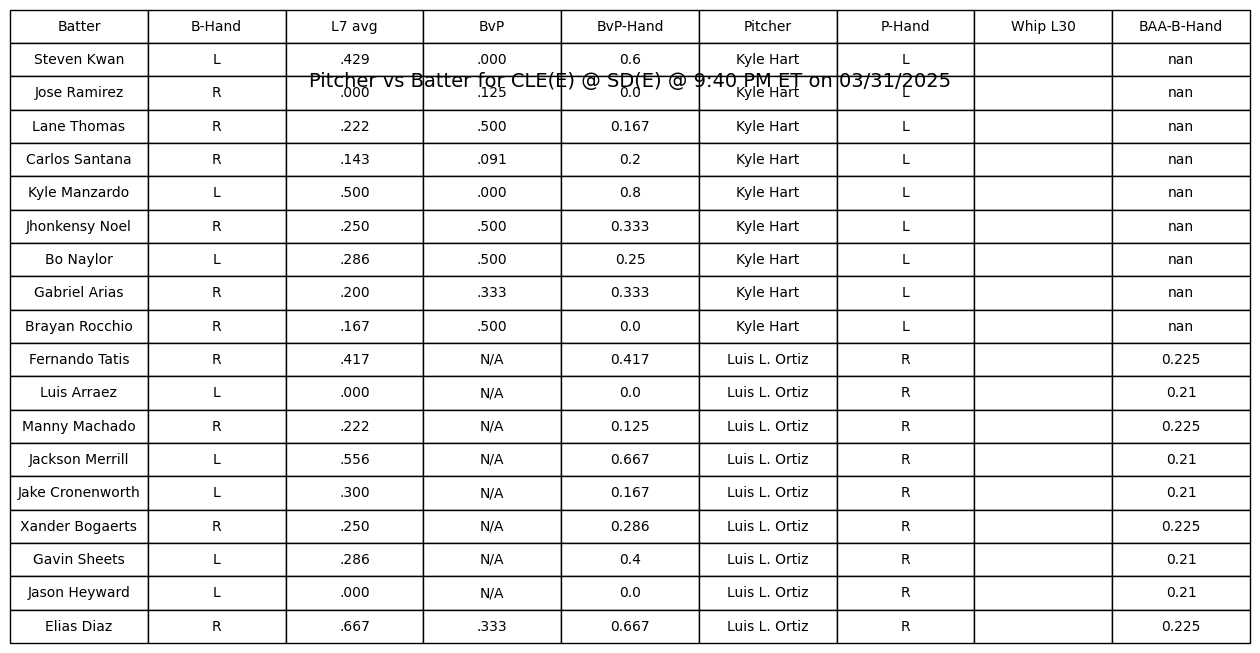 Batter B-Hand L7 avg BvP BvP-Hand Pitcher P-Hand Whip L30 BAA-B-Hand
Steven Kwan L .429 .000 0.6 Kyle Hart L nan
Pitcher vs Batter for CLE(E) @ SD(E) @ 9:40 PM ET on 03/31/2025
Jose Ramirez R .000 .125 0.0 Kyle Hart L nan
Lane Thomas R .222 .500 0.167 Kyle Hart L nan
Carlos Santana R .143 .091 0.2 Kyle Hart L nan
Kyle Manzardo L .500 .000 0.8 Kyle Hart L nan
Jhonkensy Noel R .250 .500 0.333 Kyle Hart L nan
Bo Naylor L .286 .500 0.25 Kyle Hart L nan
Gabriel Arias R .200 .333 0.333 Kyle Hart L nan
Brayan Rocchio R .167 .500 0.0 Kyle Hart L nan
Fernando Tatis R .417 N/A 0.417 Luis L. Ortiz R 0.225
Luis Arraez L .000 N/A 0.0 Luis L. Ortiz R 0.21
Manny Machado R .222 N/A 0.125 Luis L. Ortiz R 0.225
Jackson Merrill L .556 N/A 0.667 Luis L. Ortiz R 0.21
Jake Cronenworth L .300 N/A 0.167 Luis L. Ortiz R 0.21
Xander Bogaerts R .250 N/A 0.286 Luis L. Ortiz R 0.225
Gavin Sheets L .286 N/A 0.4 Luis L. Ortiz R 0.21
Jason Heyward L .000 N/A 0.0 Luis L. Ortiz R 0.21
Elias Diaz R .667 .333 0.667 Luis L. Ortiz R 0.225